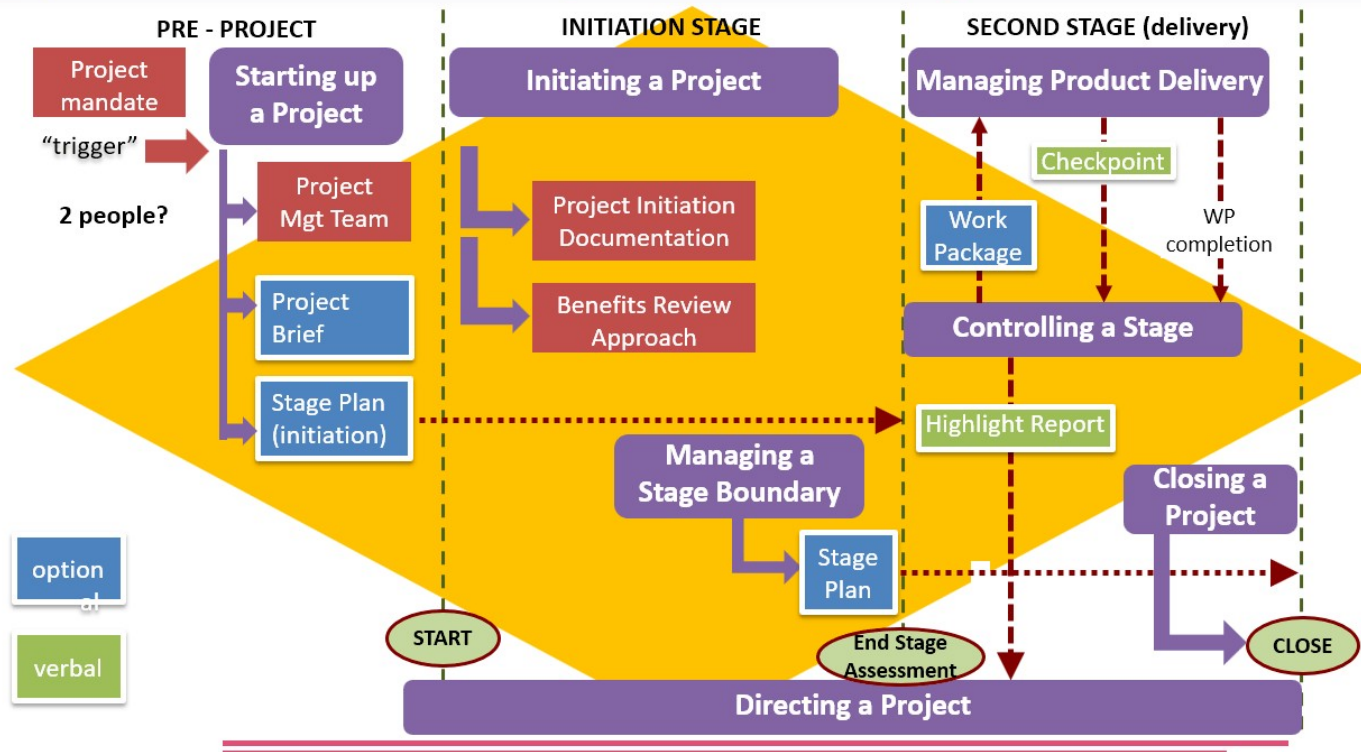 PRE - PROJECT
INITIATION STAGE
SECOND STAGE (delivery)
Project
mandate
Starting up
a Project
Initiating a Project
Managing Product Delivery
“trigger”
Checkpoint
2 people?
Project
Mgt Team
Project Initiation
Documentation
Work
Package
WP
completion
Project
Brief
Benefits Review
Approach
Controlling a Stage
Stage Plan
(initiation)
Highlight Report
Managing a
Stage Boundary
Closing a
Project
option
al
Stage
Plan
verbal
START
End Stage
Assessment
CLOSE
Directing a Project